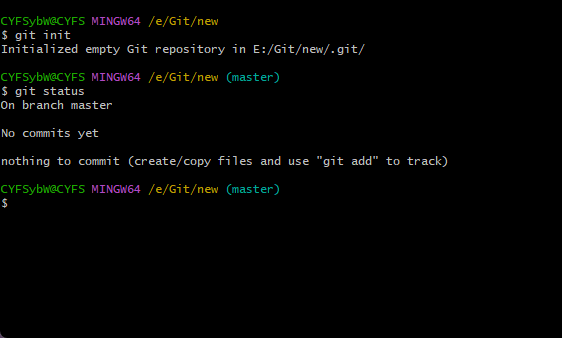 CYFSybW@CYFS MINGW64 /e/Git/new
$ git init
Initialized empty Git repository in E:/Git/new/.git/
CYFSybW@CYFS MINGW64 /e/Git/new (master)
$ git status
On branch master
No commits yet
nothing to commit (create/copy files and use "git add" to track)
CYFSybW@CYFS MINGW64 /e/Git/new (master)
$